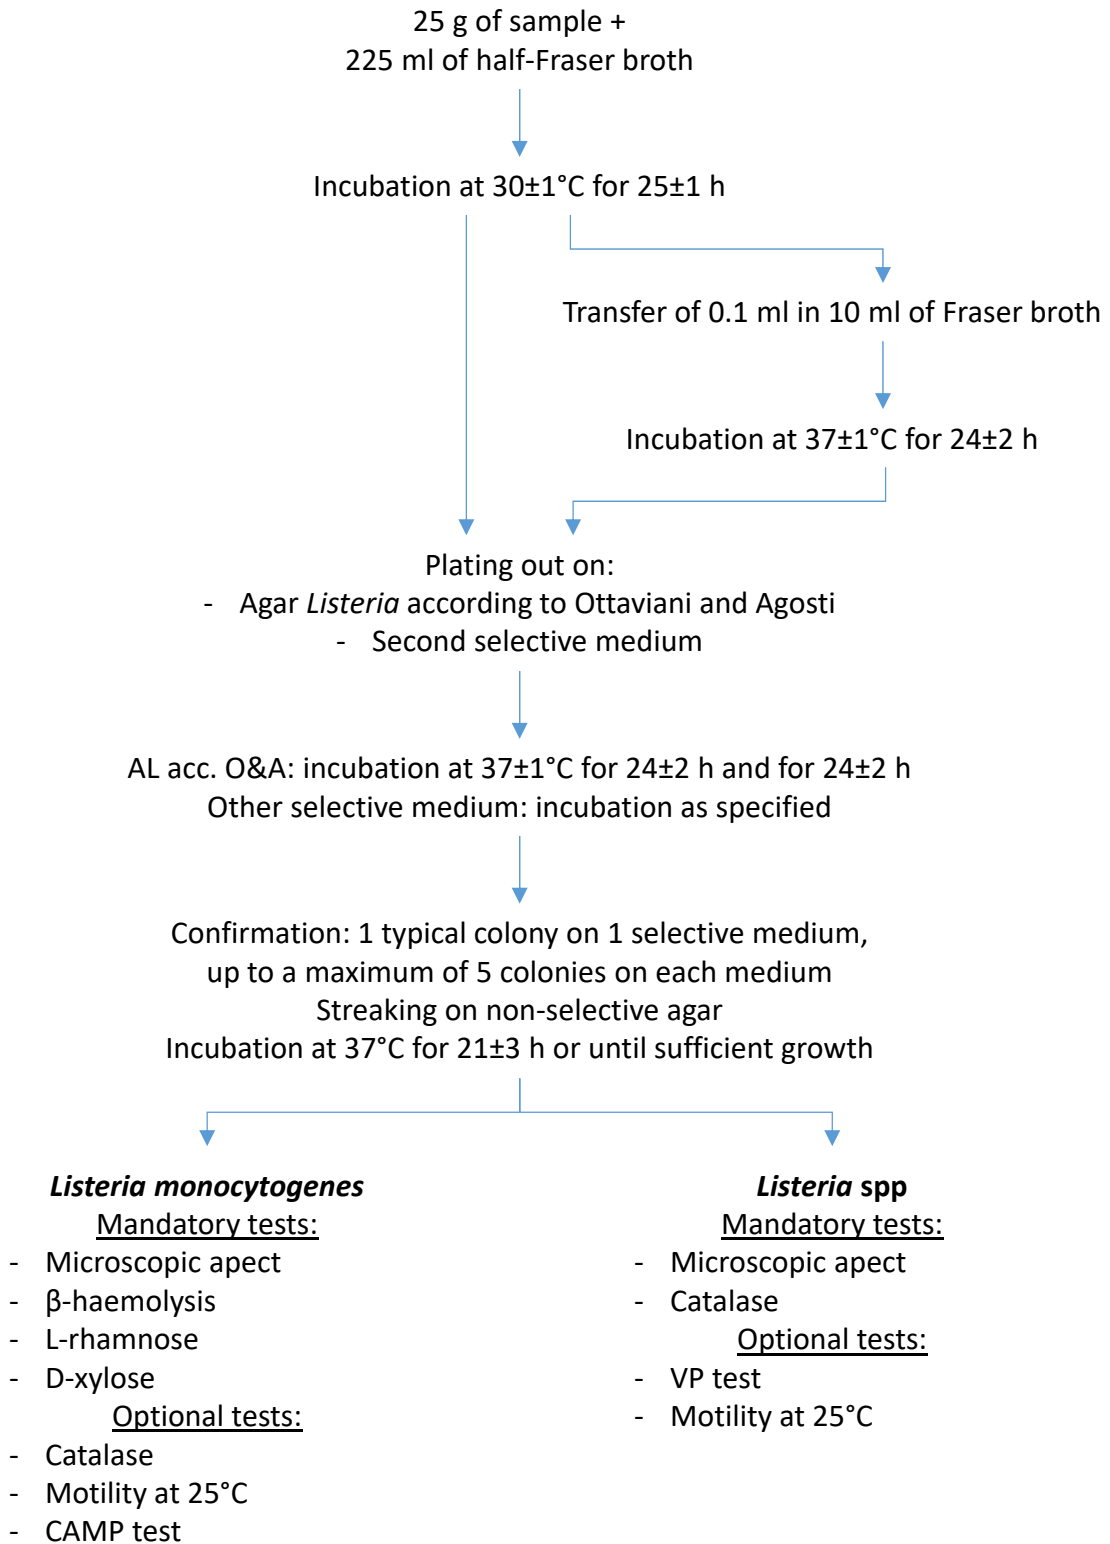 25 g of sample +
225 ml of half-Fraser broth
Incubation at 30±1°C for 25±1 h
Transfer of 0.1 ml in 10 ml of Fraser broth
Incubation at 37±1°C for 24±2 h
Plating out on:
- Agar Listeria according to Ottaviani and Agosti
- Second selective medium
AL acc. O&A: incubation at 37±1°C for 24±2 h and for 24±2 h
Other selective medium: incubation as specified
Confirmation: 1 typical colony on 1 selective medium,
up to a maximum of 5 colonies on each medium
Streaking on non-selective agar
Incubation at 37°C for 21±3 h or until sufficient growth
Listeria monocytogenes
Mandatory tests:
- Microscopic apect
- β-haemolysis
- L-rhamnose
- D-xylose
Optional tests:
- Catalase
- Motility at 25°C
- CAMP test
Listeria spp
Mandatory tests:
- Microscopic apect
- Catalase
Optional tests:
- VP test
- Motility at 25°C